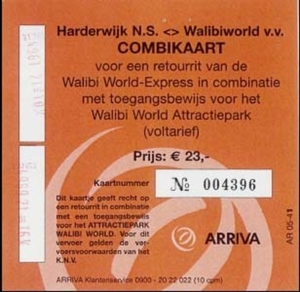 Harderwijk N.S. <> Walibiworld v.v.
COMBIKAART
voor een retourrit van de
Walibi World-Express in combinatie
met toegangsbewijs voor het
Walibi World Attractiepark
(voltarief)
Prijs: € 23,-
Kaartnummer
№ 004396
Dit kaartje geeft recht op
een retourrit in combinatie
met een toegangsbewijs
voor het ATTRACTIEPARK
WALIBI WORLD. Voor dit
vervoer gelden de ver-
voersvoorwaarden van het
K.N.V.
ARRIVA
AR 05-41
ARRIVA Klantenservice 0900 - 20 22 022 (10 cpm)